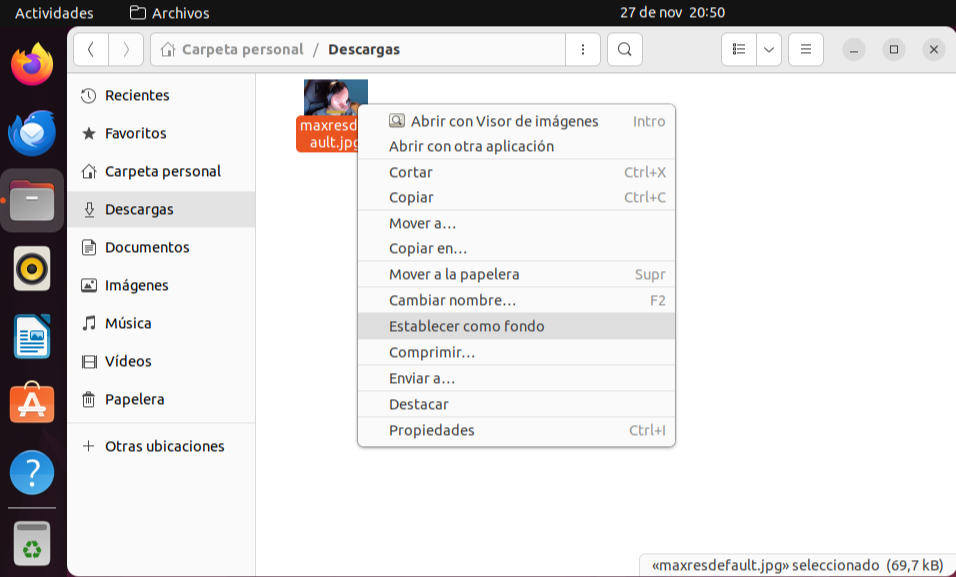 Actividades Archivos 27 de nov 20:50
Carpeta personal / Descargas
Recientes
Favoritos
Carpeta personal
Descargas
Documentos
Imágenes
Música
Vídeos
Papelera
+ Otras ubicaciones
maxresd
ault.jpg
Abrir con Visor de imágenes Intro
Abrir con otra aplicación
Cortar Ctrl+X
Copiar Ctrl+C
Mover a…
Copiar en…
Mover a la papelera Supr
Cambiar nombre… F2
Establecer como fondo
Comprimir…
Enviar a…
Destacar
Propiedades Ctrl+I
«maxresdefault.jpg» seleccionado (69,7 kB)